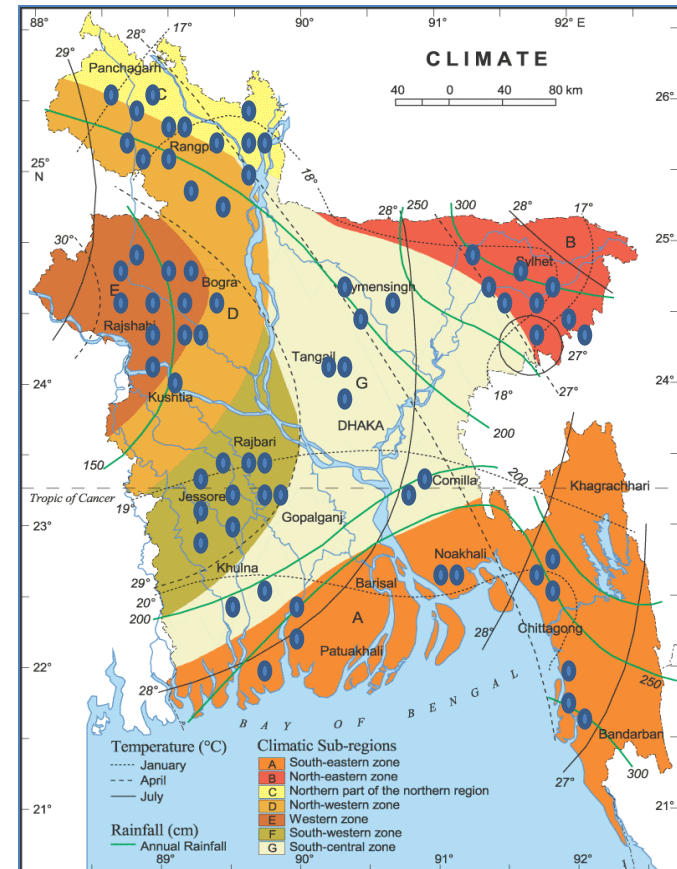 88° 89° 90° 91° 92° E
CLIMATE
40 0 40 80 km
26°
26°
25°
N
25°
24°
24°
23°
23°
22°
22°
21°
21°
89° 90° 91° 92°
29°
28°
17°
Panchagarh
C
Rangp
18°
28°
250
300
28°
17°
B
Sylhet
30°
E
Bogra
D
Rajshahi
ymensingh
27°
27°
18°
Tangail
G
Kushtia
DHAKA
200
150
Rajbari
Tropic of Cancer
19°
Jessore
Gopalganj
Comilla
200
Khagrachhari
29°
20°
200
Khulna
Noakhali
Barisal
A
Patuakhali
28°
28°
Chittagong
250
BAY OF BENGAL
Bandarban
27°
300
Temperature (°C)
January
April
July
Rainfall (cm)
Annual Rainfall
Climatic Sub-regions
A South-eastern zone
B North-eastern zone
C Northern part of the northern region
D North-western zone
E Western zone
F South-western zone
G South-central zone